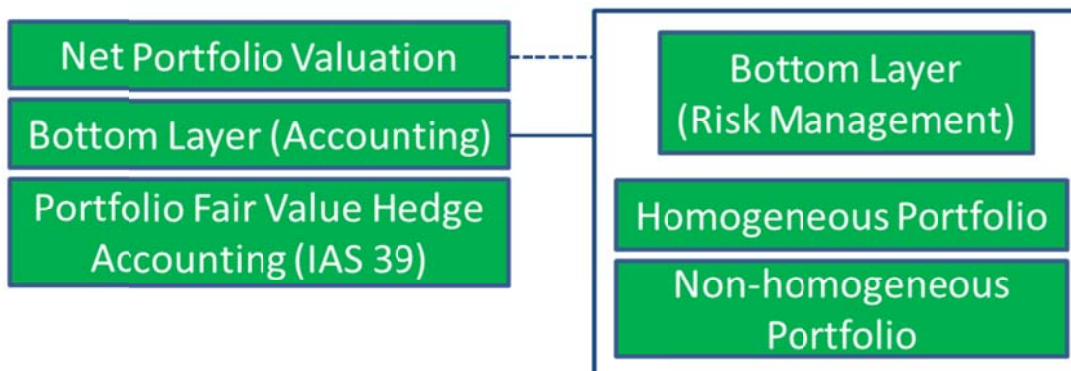 Net Portfolio Valuation
Bottom Layer (Accounting)
Portfolio Fair Value Hedge
Accounting (IAS 39)
Bottom Layer
(Risk Management)
Homogeneous Portfolio
Non-homogeneous
Portfolio